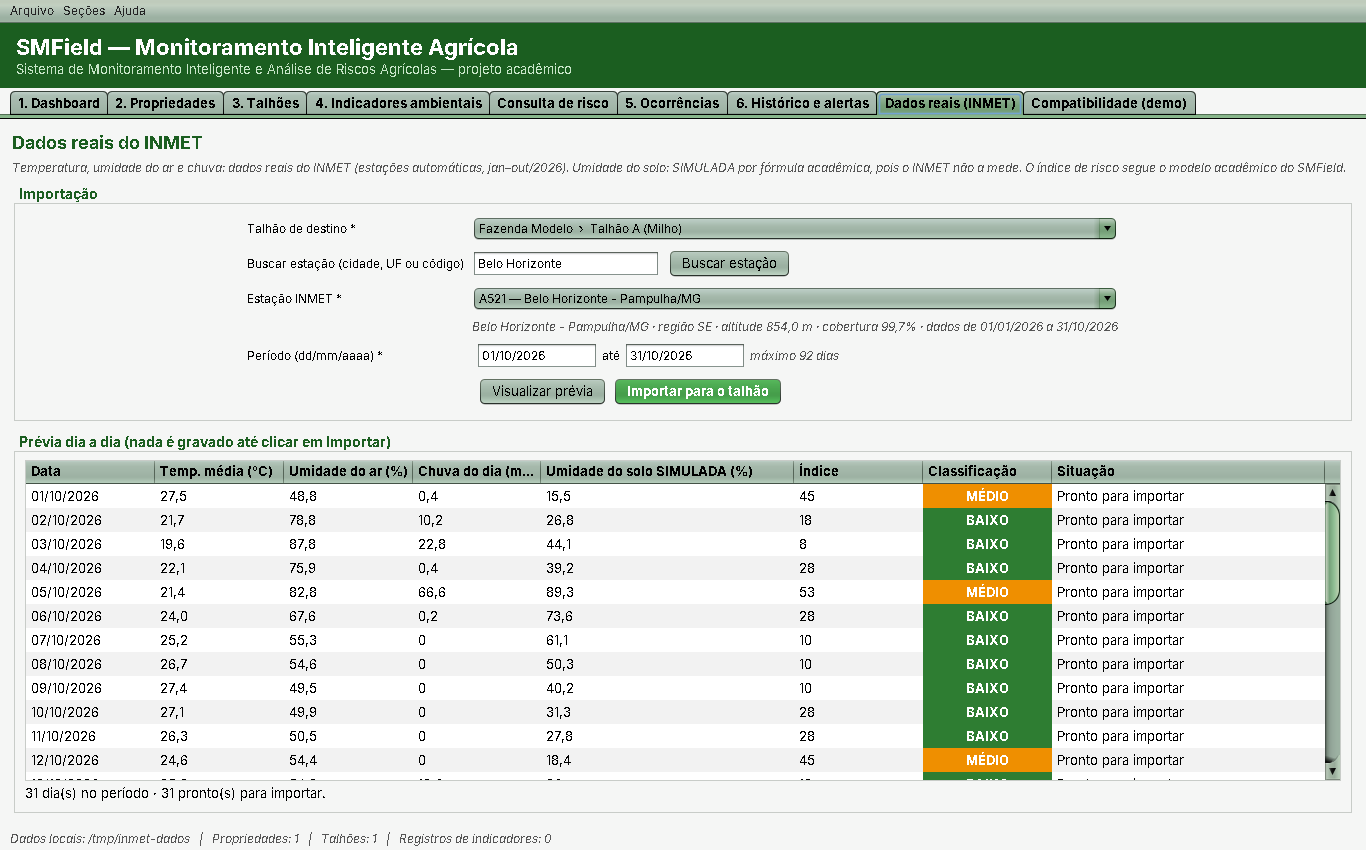 Arquivo Seções Ajuda
SMField — Monitoramento Inteligente Agrícola
Sistema de Monitoramento Inteligente e Análise de Riscos Agrícolas — projeto acadêmico
1. Dashboard 2. Propriedades 3. Talhões 4. Indicadores ambientais Consulta de risco 5. Ocorrências 6. Histórico e alertas Dados reais (INMET) Compatibilidade (demo)
Dados reais do INMET
Temperatura, umidade do ar e chuva: dados reais do INMET (estações automáticas, jan–out/2026). Umidade do solo: SIMULADA por fórmula acadêmica, pois o INMET não a mede. O índice de risco segue o modelo acadêmico do SMField.
Importação
Talhão de destino * Fazenda Modelo › Talhão A (Milho)
Buscar estação (cidade, UF ou código) Belo Horizonte Buscar estação
Estação INMET * A521 — Belo Horizonte - Pampulha/MG
Belo Horizonte - Pampulha/MG · região SE · altitude 854,0 m · cobertura 99,7% · dados de 01/01/2026 a 31/10/2026
Período (dd/mm/aaaa) * 01/10/2026 até 31/10/2026 máximo 92 dias
Visualizar prévia Importar para o talhão
Prévia dia a dia (nada é gravado até clicar em Importar)
Data Temp. média (°C) Umidade do ar (%) Chuva do dia (m... Umidade do solo SIMULADA (%) Índice Classificação Situação
01/10/2026 27,5 48,8 0,4 15,5 45 MÉDIO Pronto para importar
02/10/2026 21,7 78,8 10,2 26,8 18 BAIXO Pronto para importar
03/10/2026 19,6 87,8 22,8 44,1 8 BAIXO Pronto para importar
04/10/2026 22,1 75,9 0,4 39,2 28 BAIXO Pronto para importar
05/10/2026 21,4 82,8 66,6 89,3 53 MÉDIO Pronto para importar
06/10/2026 24,0 67,6 0,2 73,6 28 BAIXO Pronto para importar
07/10/2026 25,2 55,3 0 61,1 10 BAIXO Pronto para importar
08/10/2026 26,7 54,6 0 50,3 10 BAIXO Pronto para importar
09/10/2026 27,4 49,5 0 40,2 10 BAIXO Pronto para importar
10/10/2026 27,1 49,9 0 31,3 28 BAIXO Pronto para importar
11/10/2026 26,3 50,5 0 27,8 28 BAIXO Pronto para importar
12/10/2026 24,6 54,4 0 18,4 45 MÉDIO Pronto para importar
31 dia(s) no período · 31 pronto(s) para importar.
Dados locais: /tmp/inmet-dados | Propriedades: 1 | Talhões: 1 | Registros de indicadores: 0